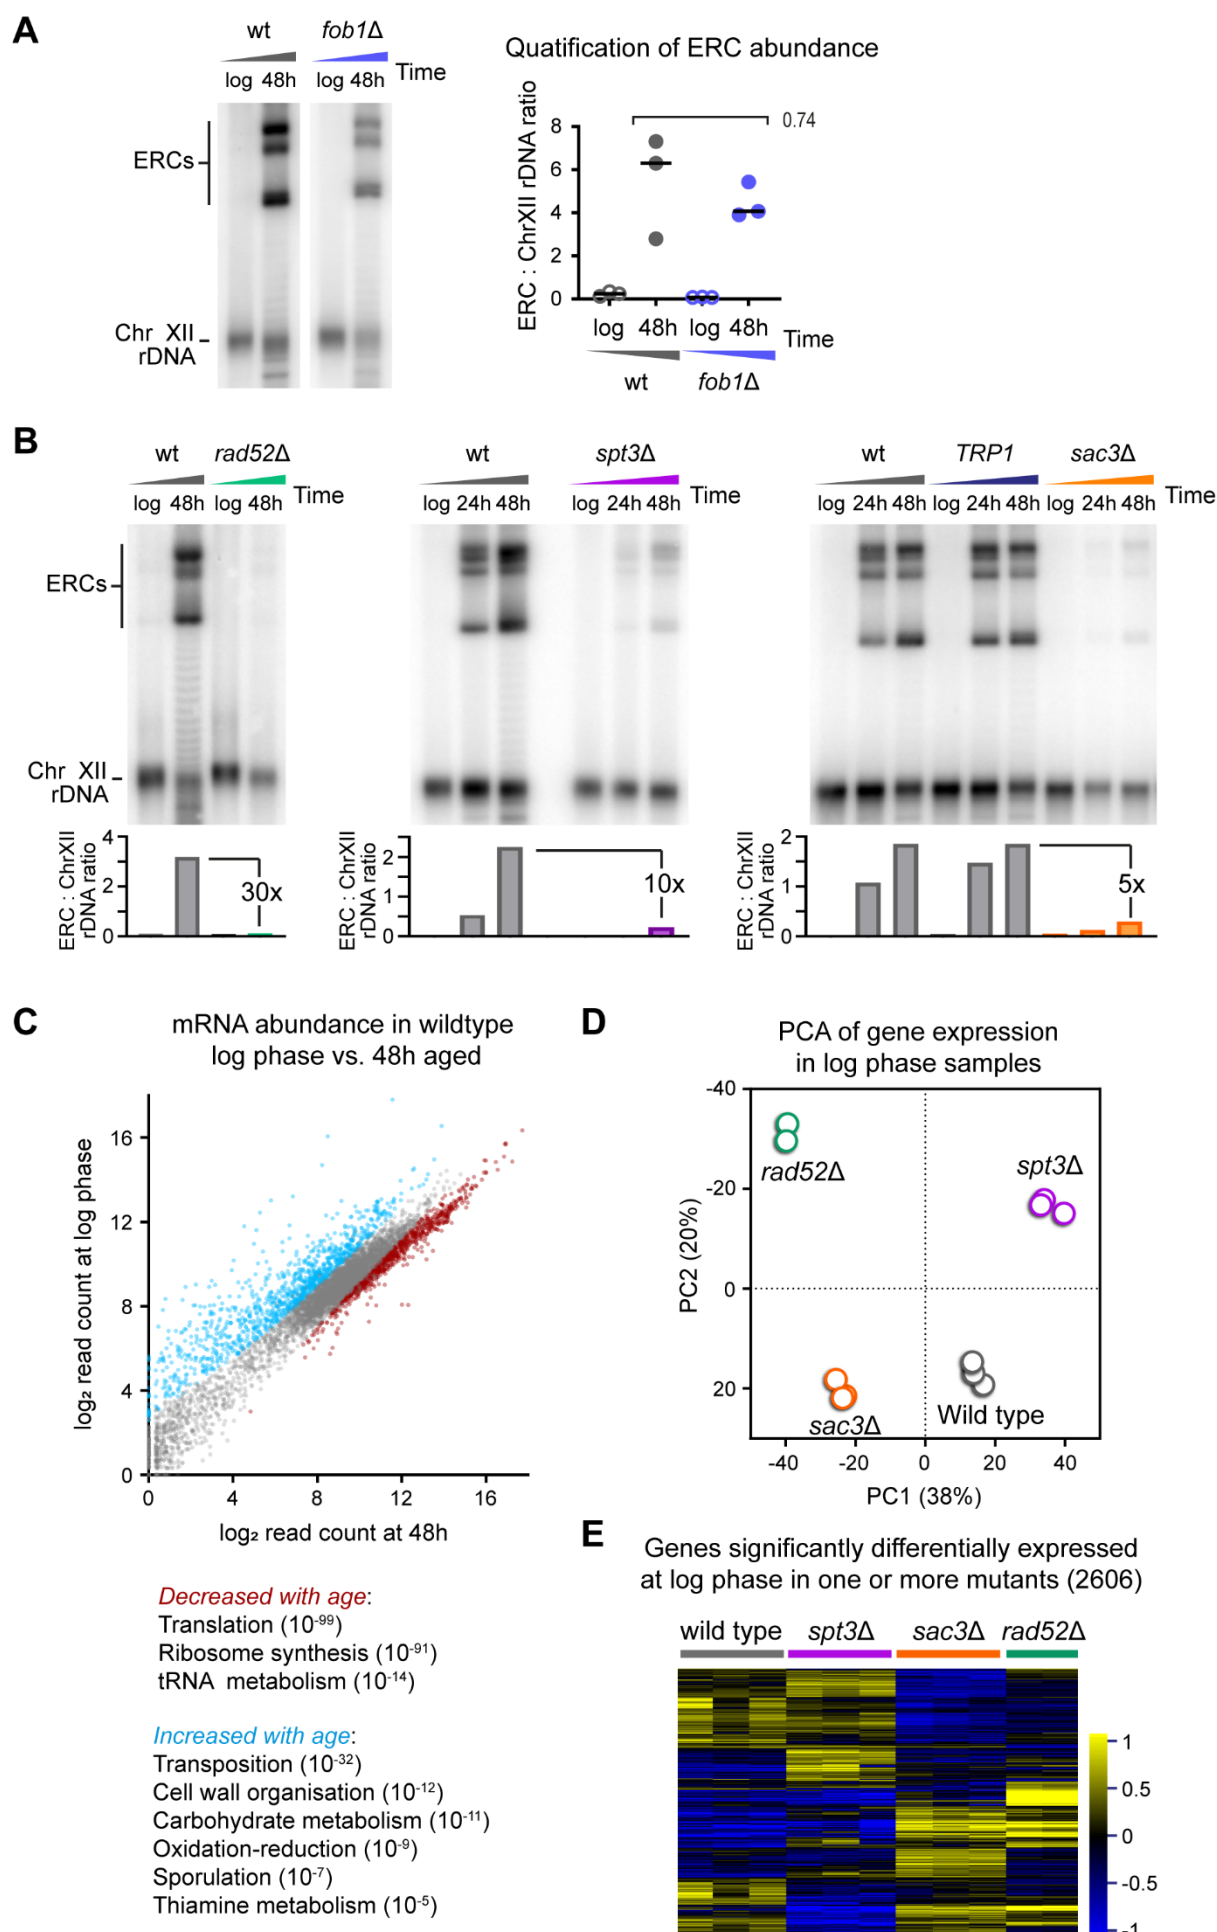 A
wt fob1Δ
log 48h log 48h Time
ERCs
Chr XII
rDNA
Quatification of ERC abundance
0.74
8
6
4
2
0
ERC : ChrXII rDNA ratio
log 48h log 48h Time
wt fob1Δ
B
wt rad52Δ
log 48h log 48h Time
wt spt3Δ
log 24h 48h log 24h 48h Time
wt TRP1 sac3Δ
log 24h 48h log 24h 48h log 24h 48h Time
ERCs
Chr XII
rDNA
ERC : ChrXII
rDNA ratio
4
2
0
30x
ERC : ChrXII
rDNA ratio
2
1
0
10x
ERC : ChrXII
rDNA ratio
2
1
0
5x
C
mRNA abundance in wildtype
log phase vs. 48h aged
log₂ read count at log phase
16
12
8
4
0
0 4 8 12 16
log₂ read count at 48h
Decreased with age:
Translation (10⁻⁹⁹)
Ribosome synthesis (10⁻⁹¹)
tRNA metabolism (10⁻¹⁴)
Increased with age:
Transposition (10⁻³²)
Cell wall organisation (10⁻¹²)
Carbohydrate metabolism (10⁻¹¹)
Oxidation-reduction (10⁻⁹)
Sporulation (10⁻⁷)
Thiamine metabolism (10⁻⁵)
D
PCA of gene expression
in log phase samples
-40
-20
0
20
PC2 (20%)
rad52Δ
spt3Δ
sac3Δ
Wild type
-40 -20 0 20 40
PC1 (38%)
E
Genes significantly differentially expressed
at log phase in one or more mutants (2606)
wild type spt3Δ sac3Δ rad52Δ
1
0.5
0
-0.5
-1